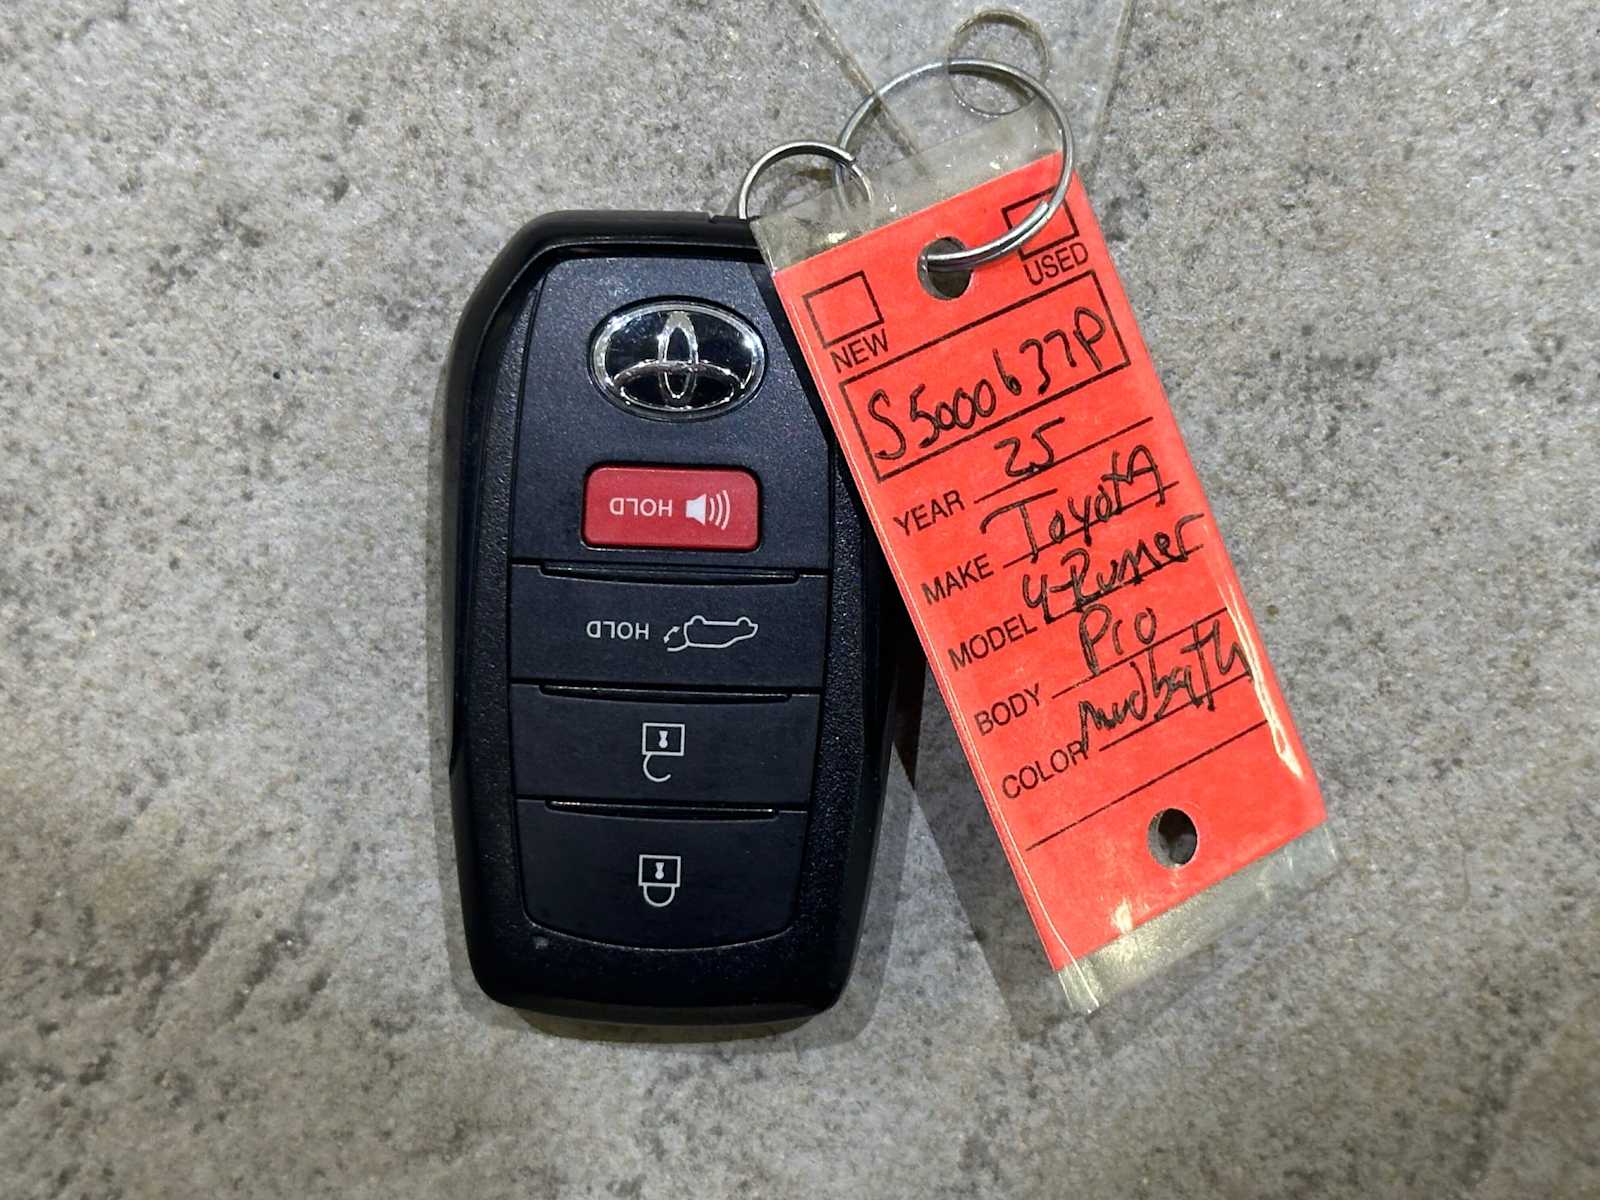 HOLD
HOLD
NEW
USED
S5000637P
YEAR 25
MAKE Toyota
MODEL 4-Runner
BODY Pro
COLOR mudbath